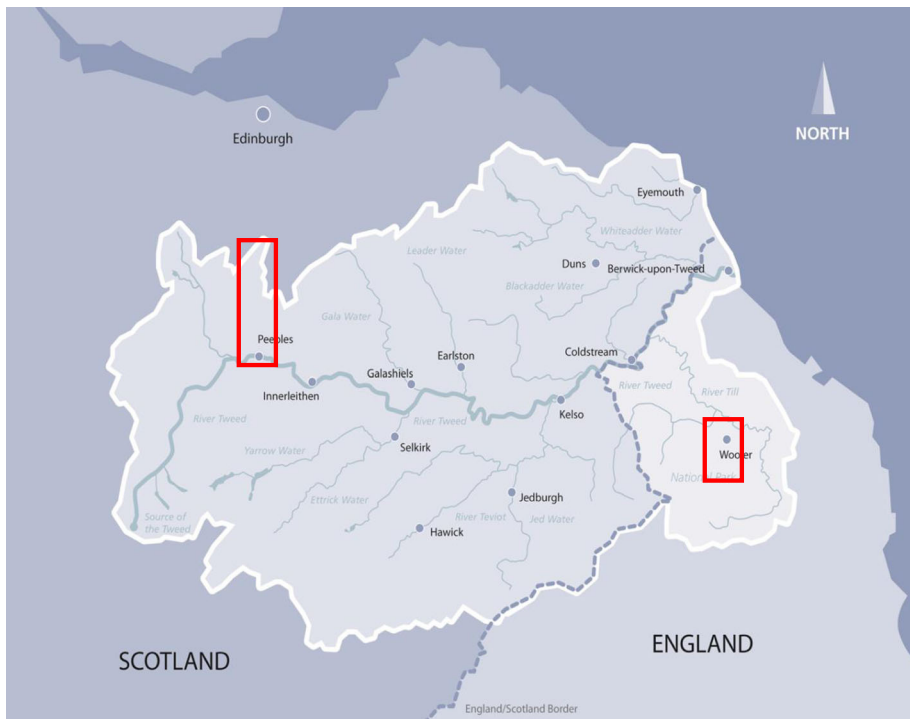 Edinburgh
NORTH
Eyemouth
Whiteadder Water
Leader Water
Duns
Berwick-upon-Tweed
Blackadder Water
Gala Water
Peebles
Coldstream
Earlston
Galashiels
Innerleithen
River Tweed
River Till
Kelso
River Tweed
River Tweed
Selkirk
Wooler
Yarrow Water
National Park
Jedburgh
Ettrick Water
Source of
the Tweed
River Teviot
Jed Water
Hawick
ENGLAND
SCOTLAND
England/Scotland Border